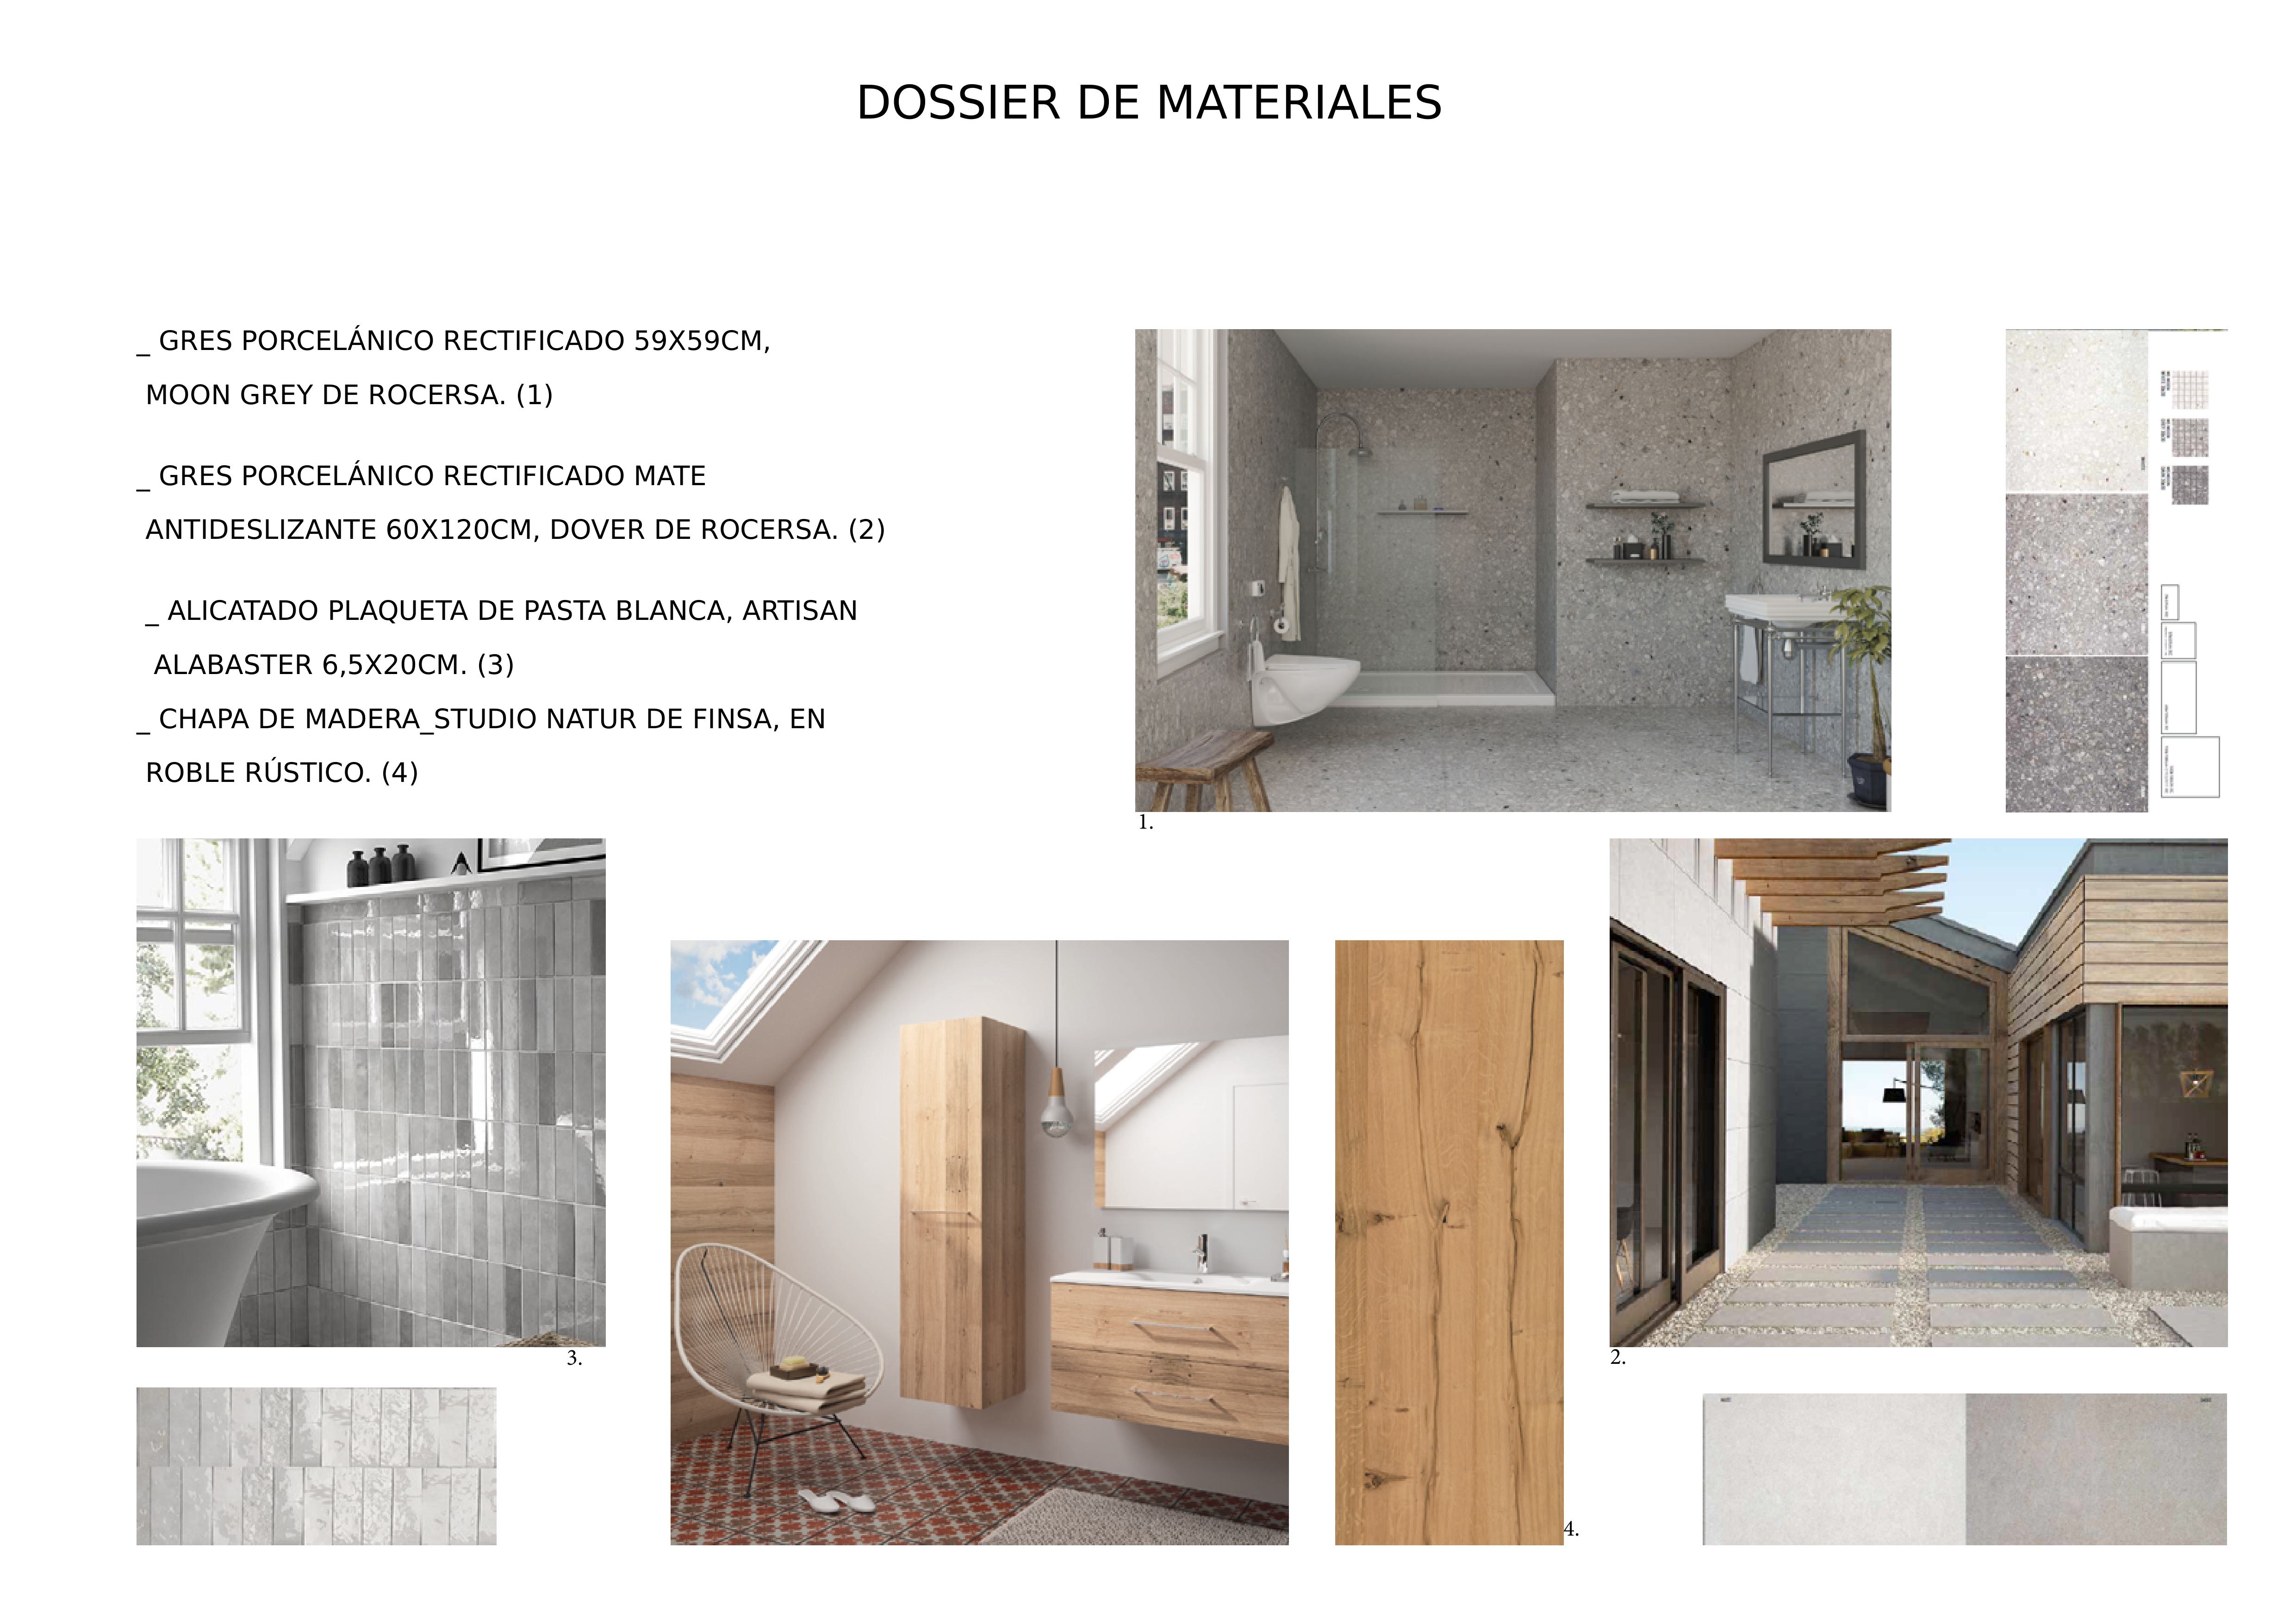 DOSSIER DE MATERIALES
_ GRES PORCELÁNICO RECTIFICADO 59X59CM,
MOON GREY DE ROCERSA. (1)
_ GRES PORCELÁNICO RECTIFICADO MATE
ANTIDESLIZANTE 60X120CM, DOVER DE ROCERSA. (2)
_ ALICATADO PLAQUETA DE PASTA BLANCA, ARTISAN
ALABASTER 6,5X20CM. (3)
_ CHAPA DE MADERA_STUDIO NATUR DE FINSA, EN
ROBLE RÚSTICO. (4)
1.
3.
2.
4.